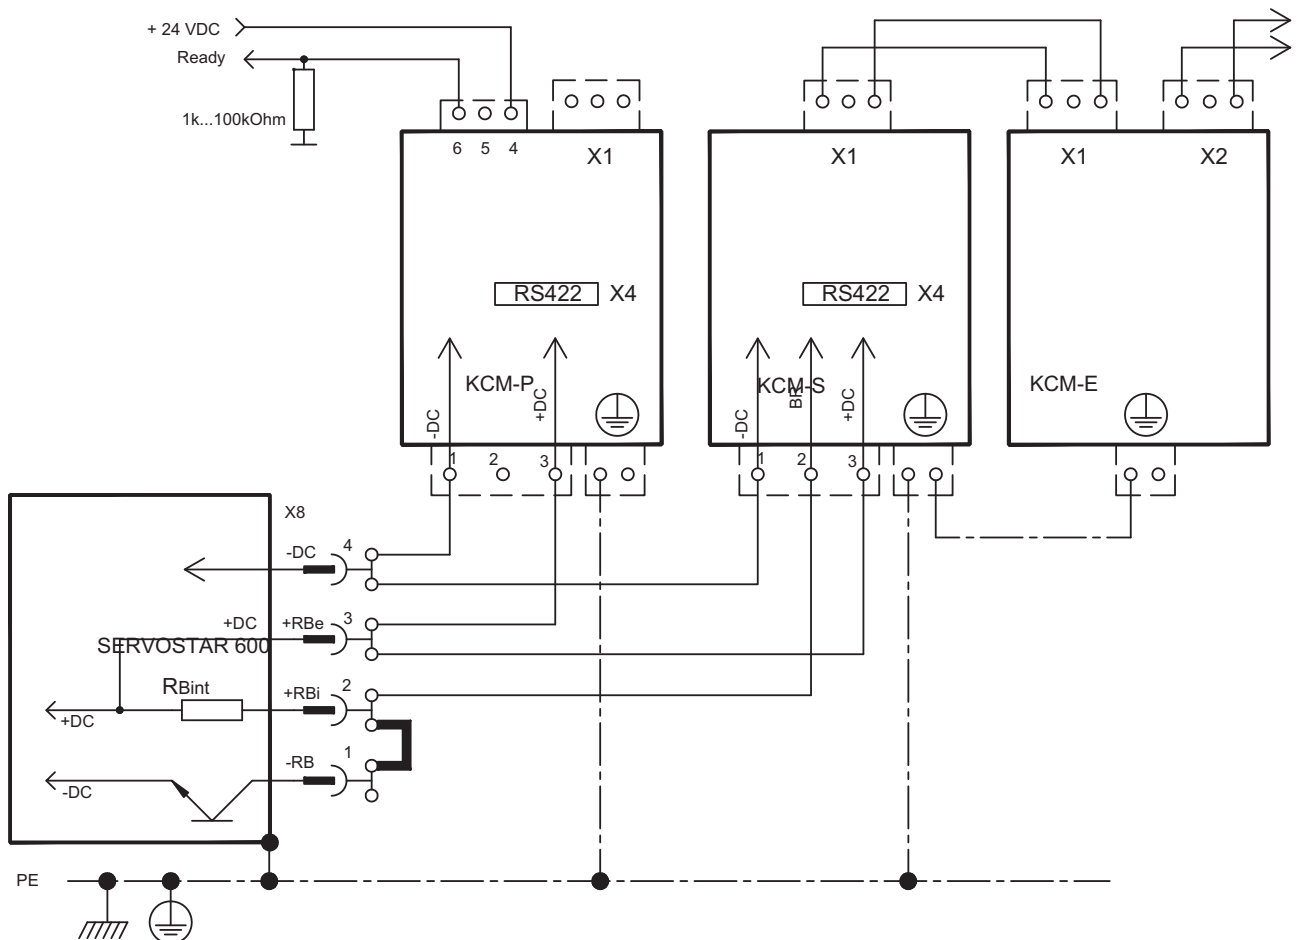 + 24 VDC
Ready
1k...100kOhm
6 5 4
X1
X1
X1
X2
RS422 X4
RS422 X4
KCM-P
KCM-S
KCM-E
-DC
+DC
-DC
BR
+DC
1 2 3
1 2 3
X8
-DC 4
+DC +RBe 3
SERVOSTAR 600
RBint
+RBi 2
+DC
-RB 1
-DC
PE